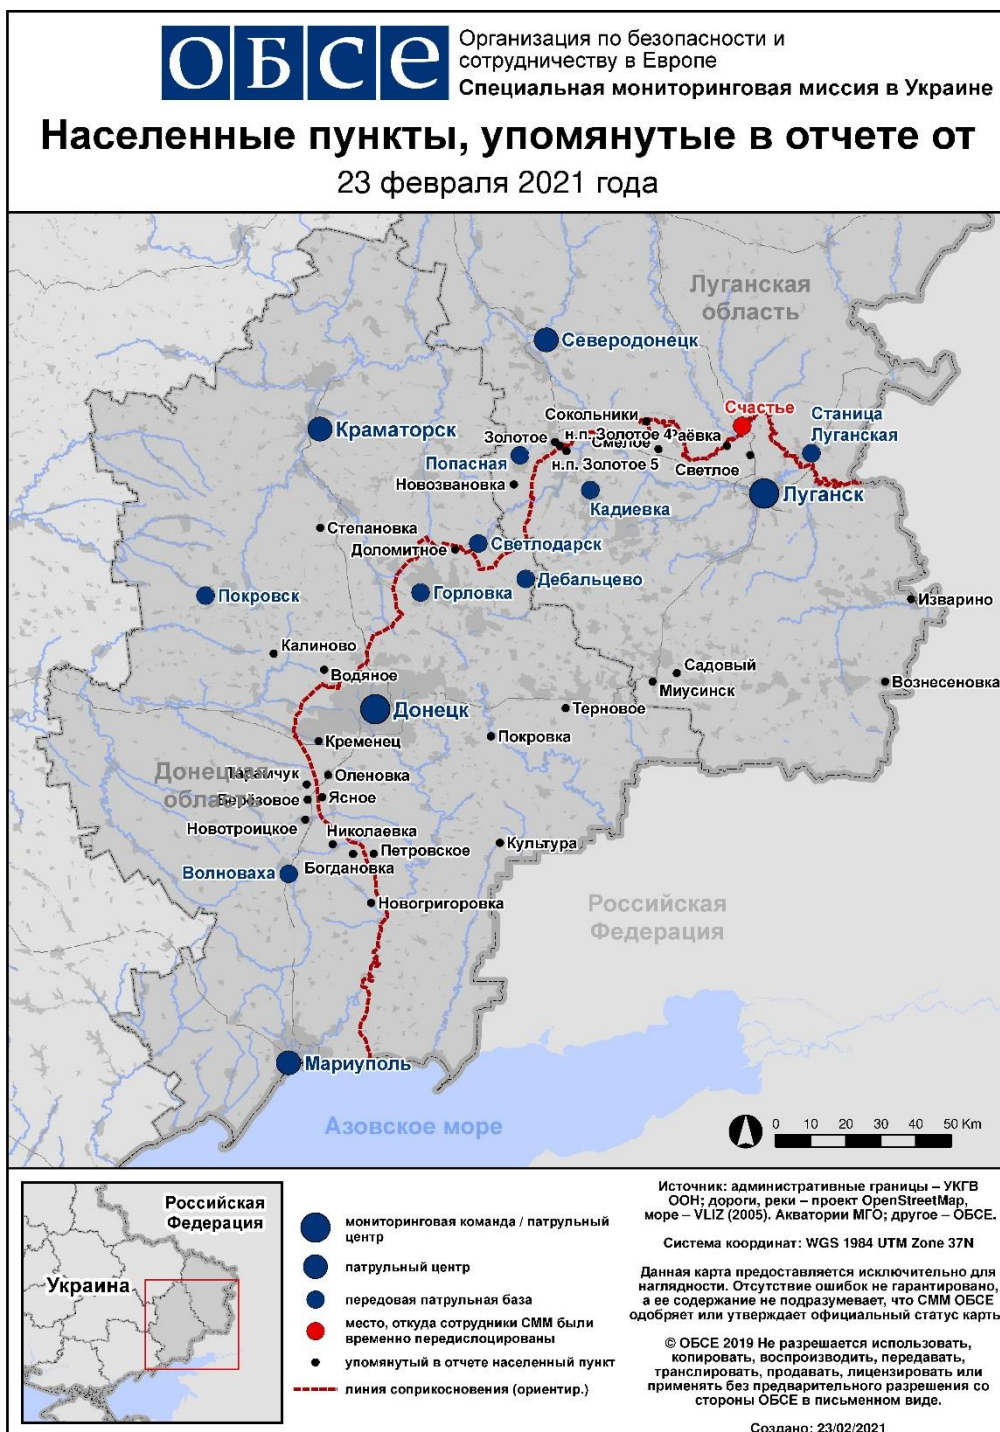 ОБСЕ
Организация по безопасности и
сотрудничеству в Европе
Специальная мониторинговая миссия в Украине
Населенные пункты, упомянутые в отчете от
23 февраля 2021 года
Луганская
область
Северодонецк
Счастье
Сокольники
Станица
Луганская
Краматорск
Золотое
н.п. Золотое 4
Раёвка
Смелое
Попасная
н.п. Золотое 5
Светлое
Новозвановка
Кадиевка
Луганск
Степановка
Доломитное
Светлодарск
Дебальцево
Покровск
Горловка
Изварино
Калиново
Водяное
Садовый
Миусинск
Вознесеновка
Донецк
Терновое
Кременец
Покровка
Донецкая
область
Оленовка
Берёзовое
Ясное
Новотроицкое
Николаевка
Петровское
Культура
Богдановка
Волноваха
Новогригоровка
Российская
Федерация
Мариуполь
Азовское море
0 10 20 30 40 50 Km
Российская
Федерация
Украина
мониторинговая команда / патрульный
центр
патрульный центр
передовая патрульная база
место, откуда сотрудники СММ были
временно передислоцированы
упомянутый в отчете населенный пункт
линия соприкосновения (ориентир.)
Источник: административные границы – УКГВ
ООН; дороги, реки – проект OpenStreetMap,
море – VLIZ (2005). Акватории МГО; другое – ОБСЕ.
Система координат: WGS 1984 UTM Zone 37N
Данная карта предоставляется исключительно для
наглядности. Отсутствие ошибок не гарантировано,
а ее содержание не подразумевает, что СММ ОБСЕ
одобряет или утверждает официальный статус карты
© ОБСЕ 2019 Не разрешается использовать,
копировать, воспроизводить, передавать,
транслировать, продавать, лицензировать или
применять без предварительного разрешения со
стороны ОБСЕ в письменном виде.
Создано: 23/02/2021